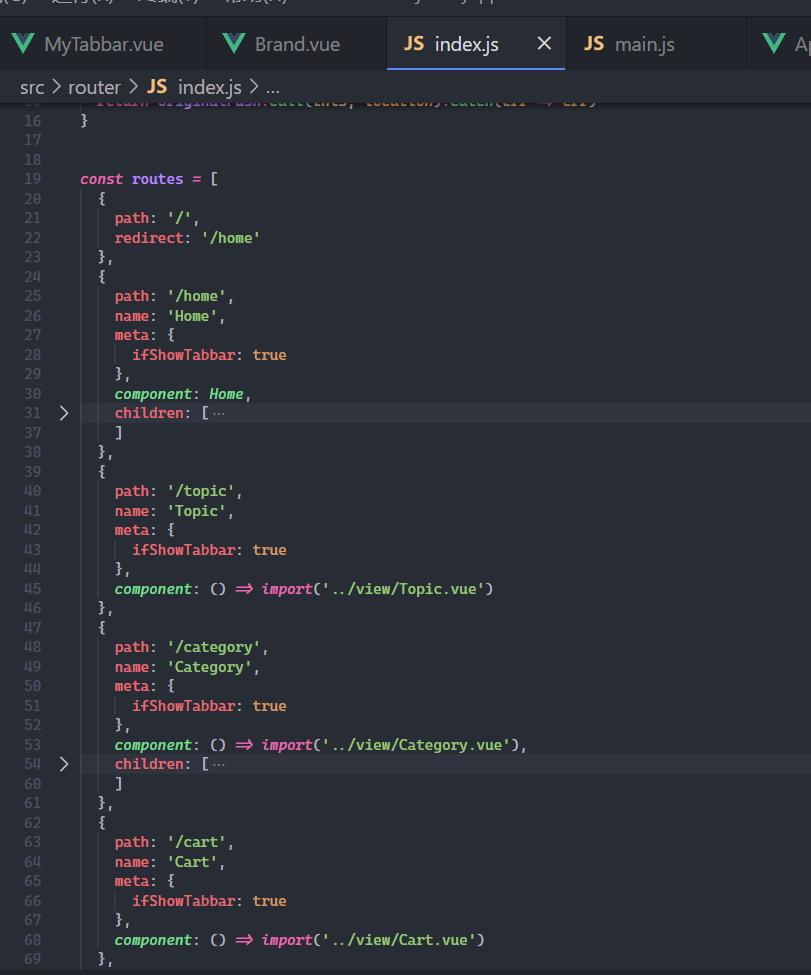 MyTabbar.vue
Brand.vue
JS index.js ×
JS main.js
src > router > JS index.js > ...
16 }
17
18
19 const routes = [
20 {
21 path: '/',
22 redirect: '/home'
23 },
24 {
25 path: '/home',
26 name: 'Home',
27 meta: {
28 ifShowTabbar: true
29 },
30 component: Home,
31 > children: [ ...
37 ]
38 },
39 {
40 path: '/topic',
41 name: 'Topic',
42 meta: {
43 ifShowTabbar: true
44 },
45 component: () => import('../view/Topic.vue')
46 },
47 {
48 path: '/category',
49 name: 'Category',
50 meta: {
51 ifShowTabbar: true
52 },
53 component: () => import('../view/Category.vue'),
54 > children: [ ...
60 ]
61 },
62 {
63 path: '/cart',
64 name: 'Cart',
65 meta: {
66 ifShowTabbar: true
67 },
68 component: () => import('../view/Cart.vue')
69 },